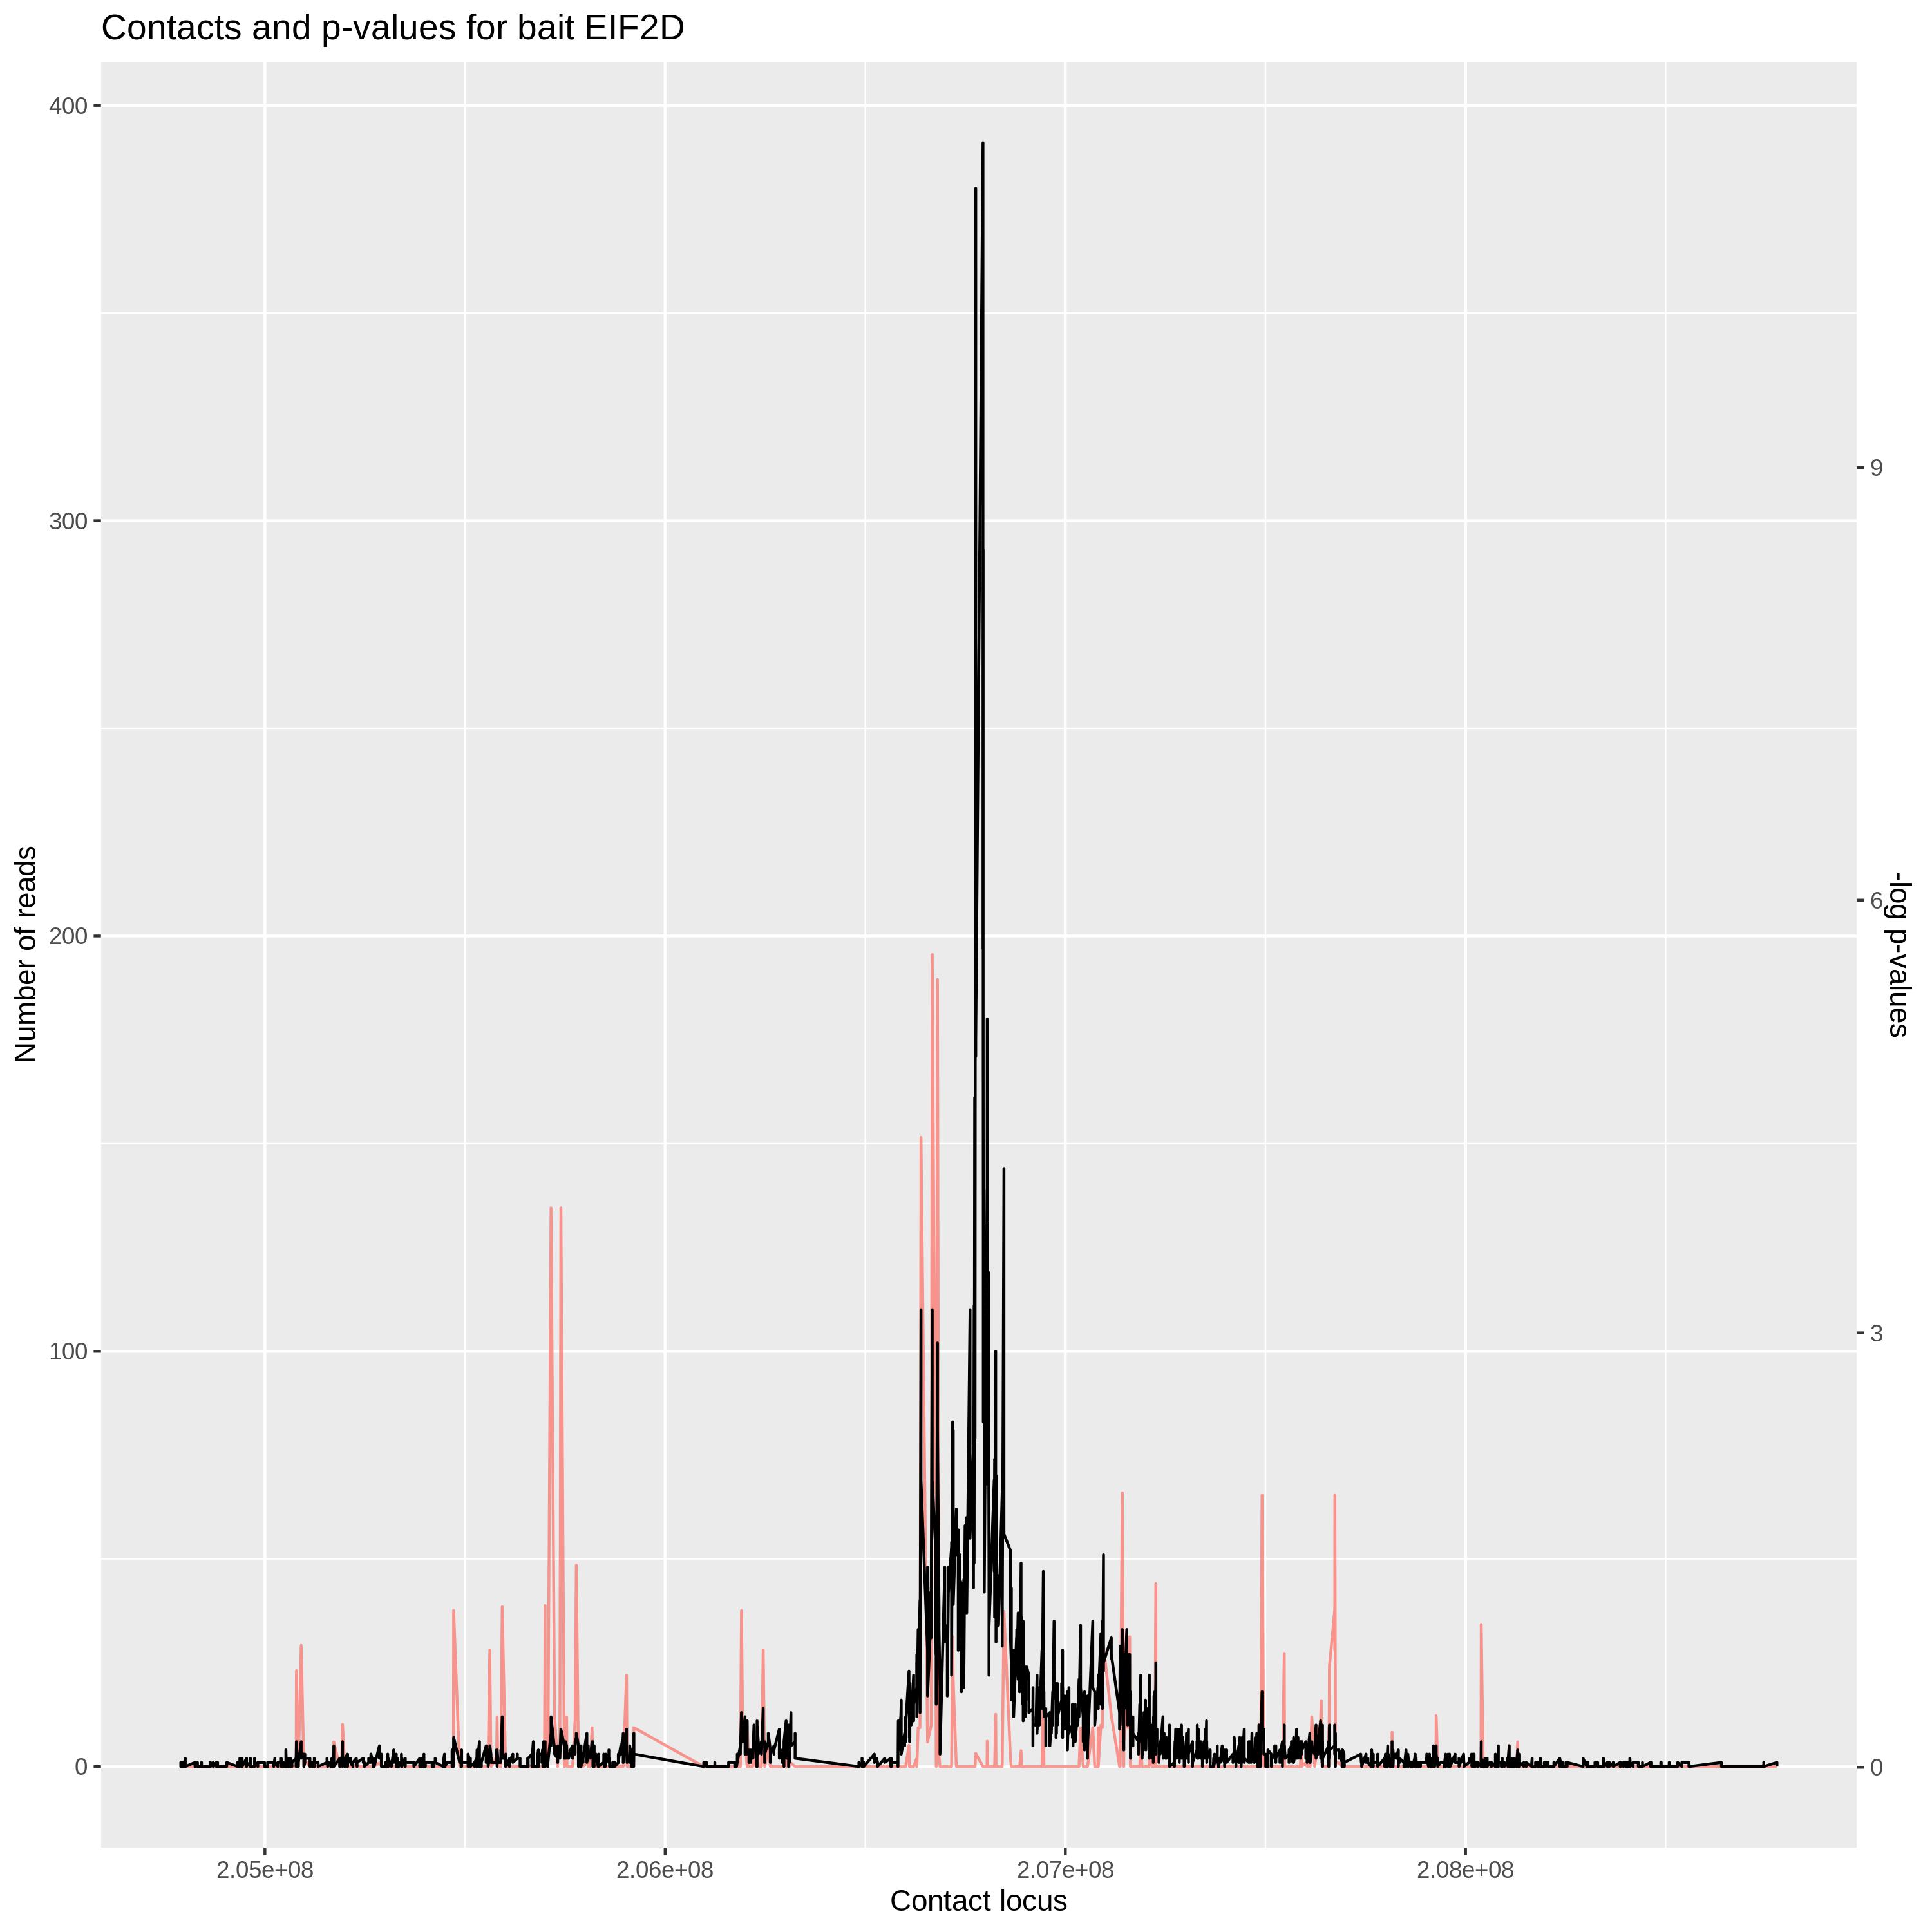 Contacts and p-values for bait EIF2D
400
300
200
100
0
Number of reads
9
6
3
0
-log p-values
2.05e+08
2.06e+08
2.07e+08
2.08e+08
Contact locus